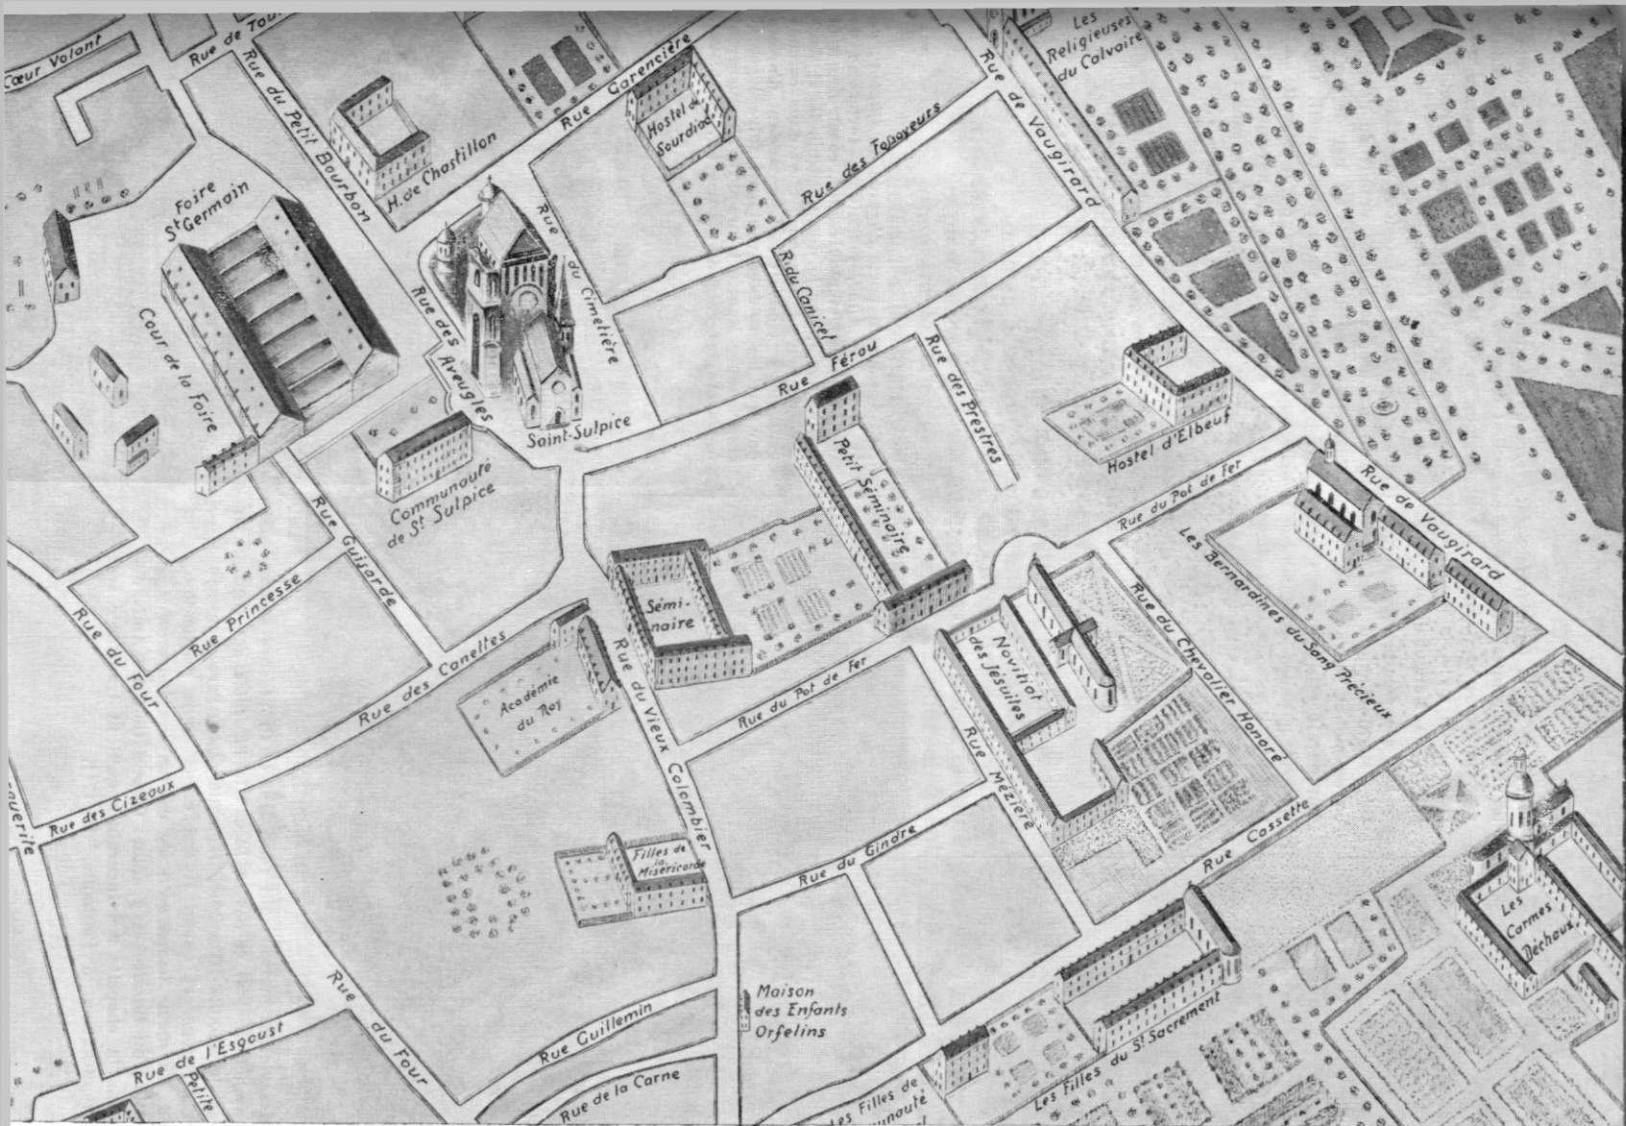 Cœur Volant
Rue de
Rue du Petit Bourbon
H. de Chastillon
Rue Garencière
Hostel de
Sourdiac
Rue des Fossoyeurs
Rue de Vaugirard
Les
Religieuses
du Calvaire
Foire
St Germain
Cour de la Foire
Rue des Aveugles
Rue du Cimetière
Saint-Sulpice
R. du Canivet
Rue Férou
Rue des Prestres
Hostel d'Elbeuf
Communauté
de St Sulpice
Rue Guisarde
Rue Princesse
Rue du Four
Rue des Canettes
Petit Séminaire
Sémi-
naire
Rue du Pot de Fer
Rue de Vaugirard
Les Bernardines du Sang Précieux
Rue du Chevalier Honoré
Noviciat
des Jésuites
Rue du Pot de Fer
Rue Mézière
Académie
du Roy
Rue du Vieux Colombier
Rue des Cizeaux
Filles de
la
Miséricorde
Rue du Gindre
Rue Cassette
Les
Carmes
Déchaux
Maison
des Enfants
Orfelins
Rue Guillemin
Rue de la Carne
Rue du Four
Rue de l'Esgoust
Petite
Les Filles du St Sacrement
Les Filles de